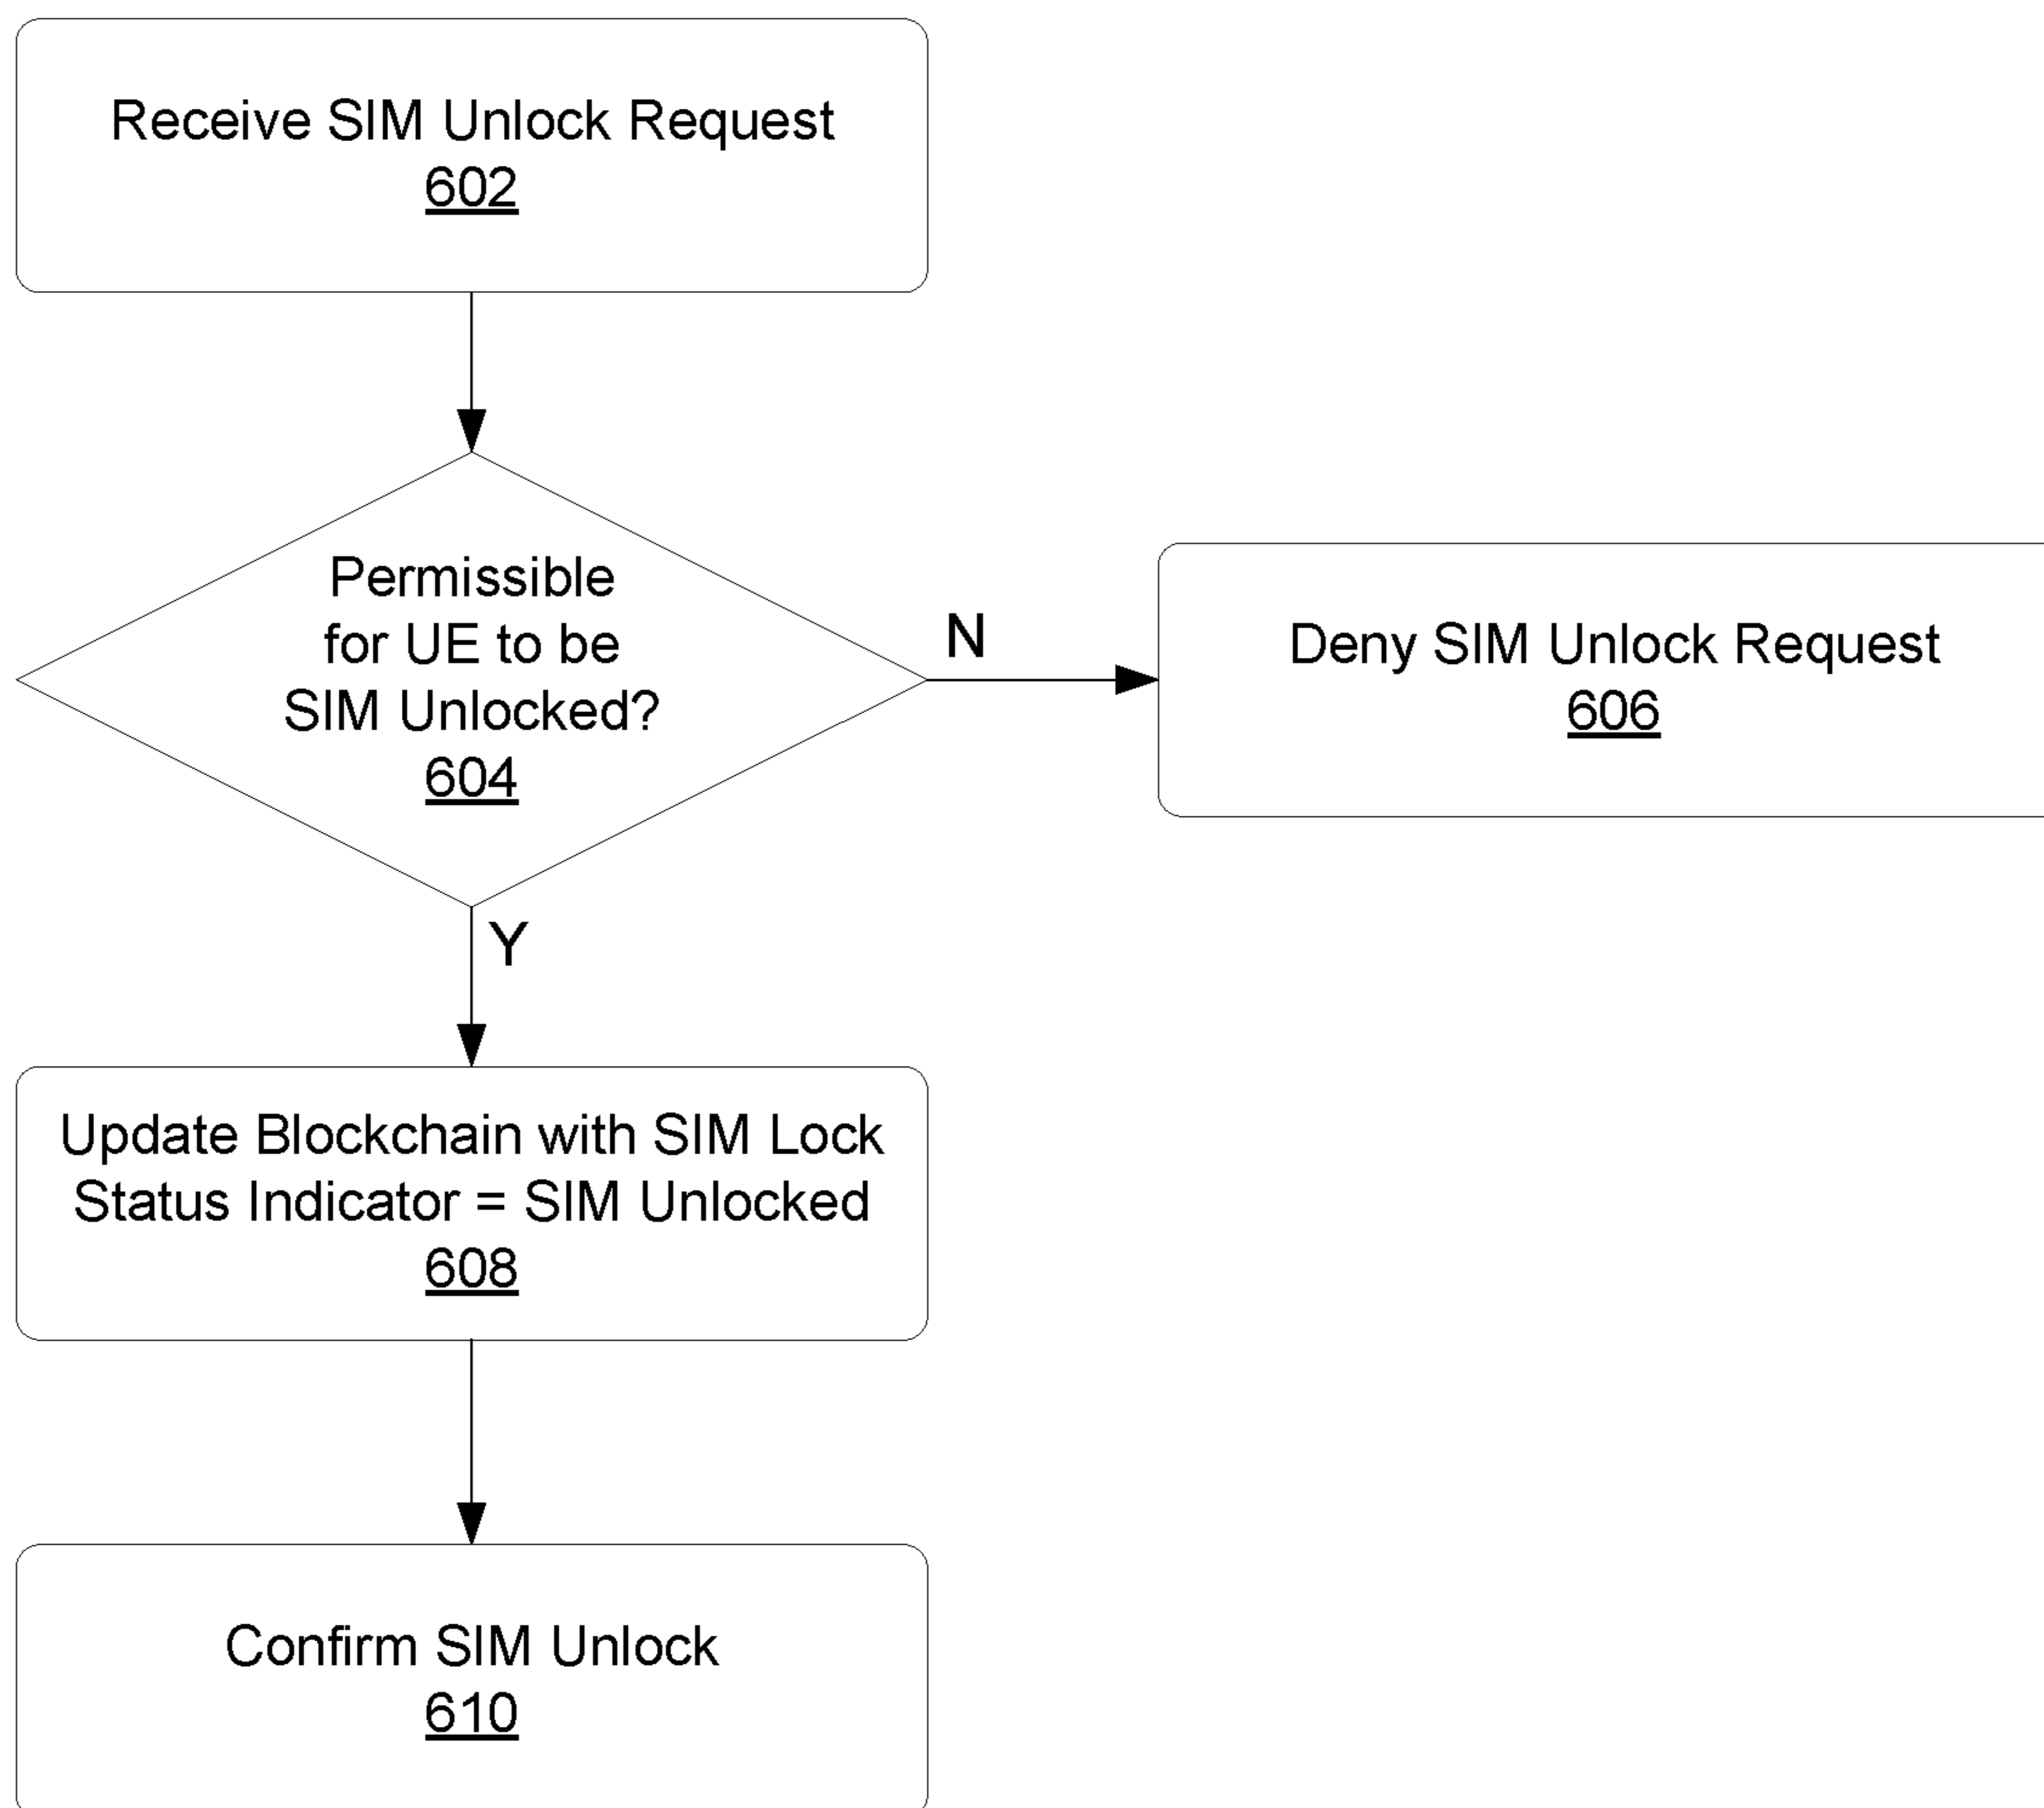 Receive SIM Unlock Request
602
Permissible
for UE to be
SIM Unlocked?
604
N
Deny SIM Unlock Request
606
Y
Update Blockchain with SIM Lock
Status Indicator = SIM Unlocked
608
Confirm SIM Unlock
610